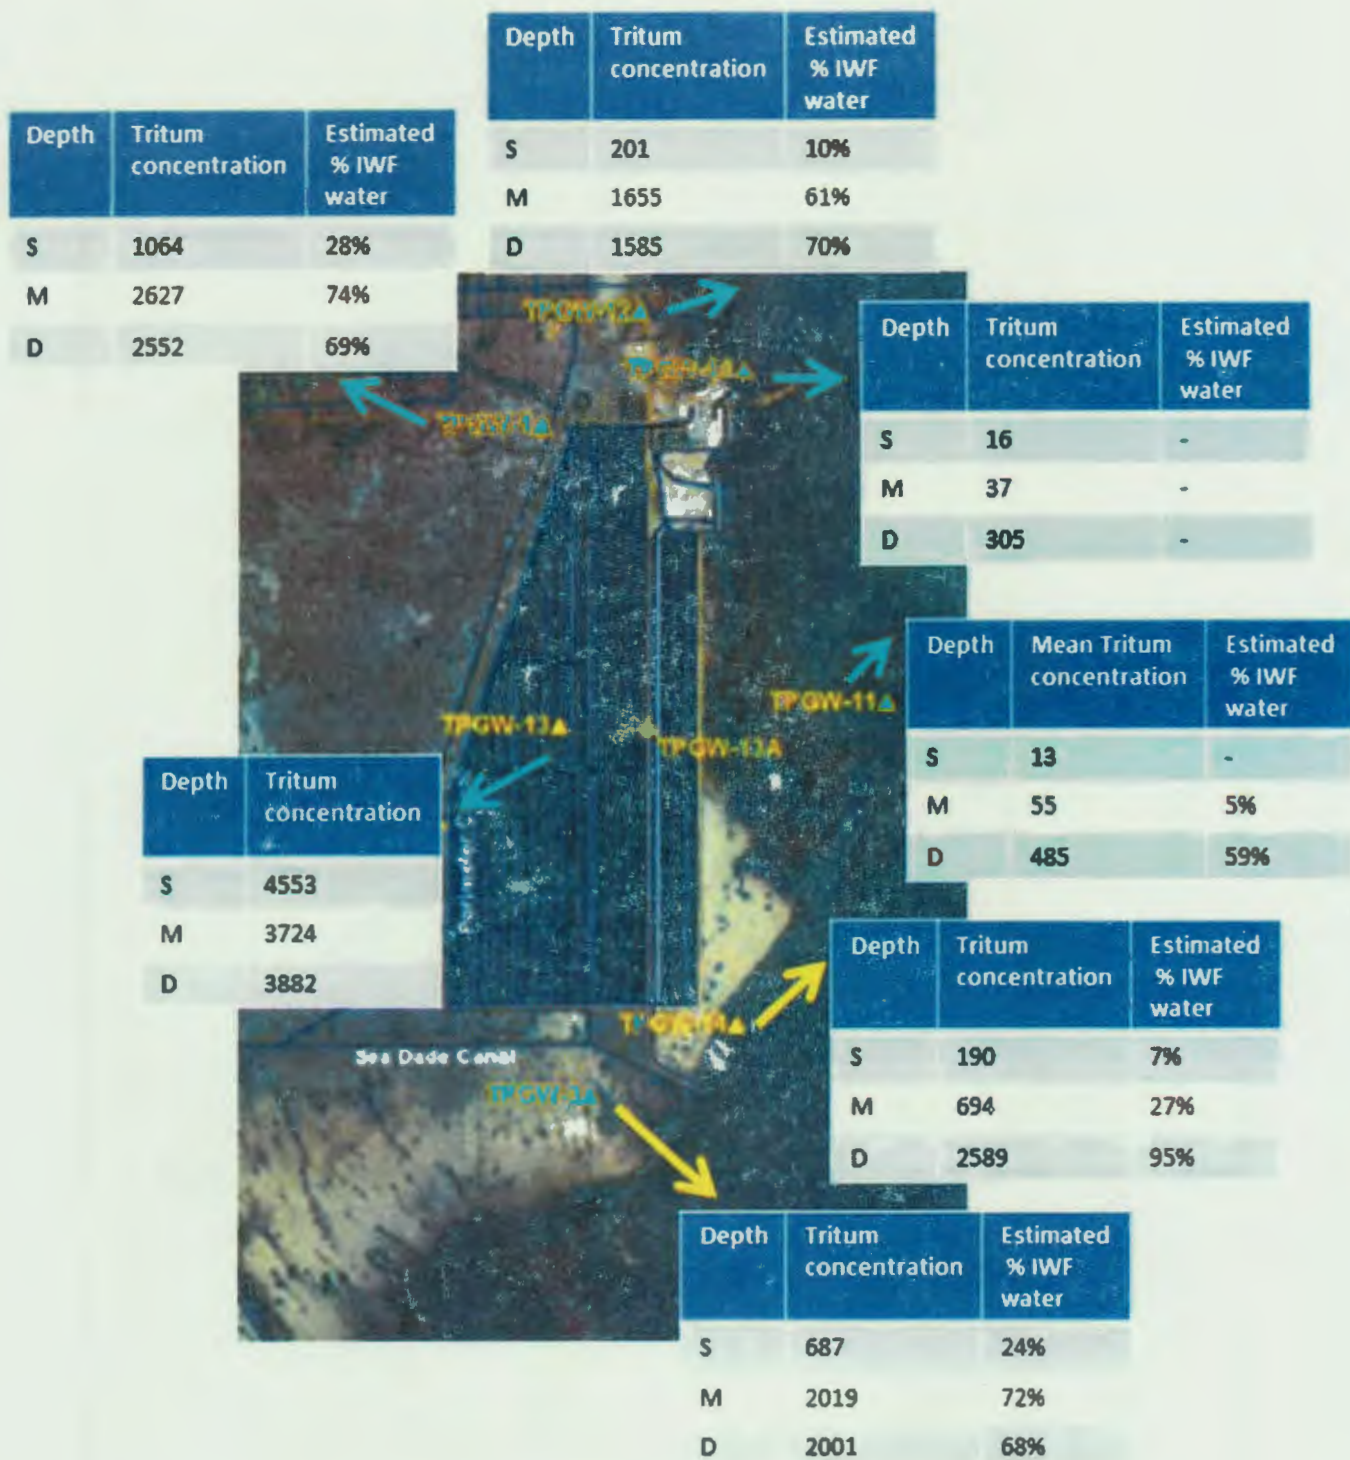 Depth Tritum Estimated
concentration % IWF
water
S 201 10%
M 1655 61%
D 1585 70%
Depth Tritum Estimated
concentration % IWF
water
S 1064 28%
M 2627 74%
D 2552 69%
TPGW-12
Depth Tritum Estimated
concentration % IWF
water
S 16 -
M 37 -
D 305 -
Depth Mean Tritum Estimated
concentration % IWF
water
S 13 -
M 55 5%
D 485 59%
TPGW-11
TPGW-13
TPGW-13A
Depth Tritum
concentration
S 4553
M 3724
D 3882
Depth Tritum Estimated
concentration % IWF
water
S 190 7%
M 694 27%
D 2589 95%
TPGW-14
Sea Dade Canal
Depth Tritum Estimated
concentration % IWF
water
S 687 24%
M 2019 72%
D 2001 68%